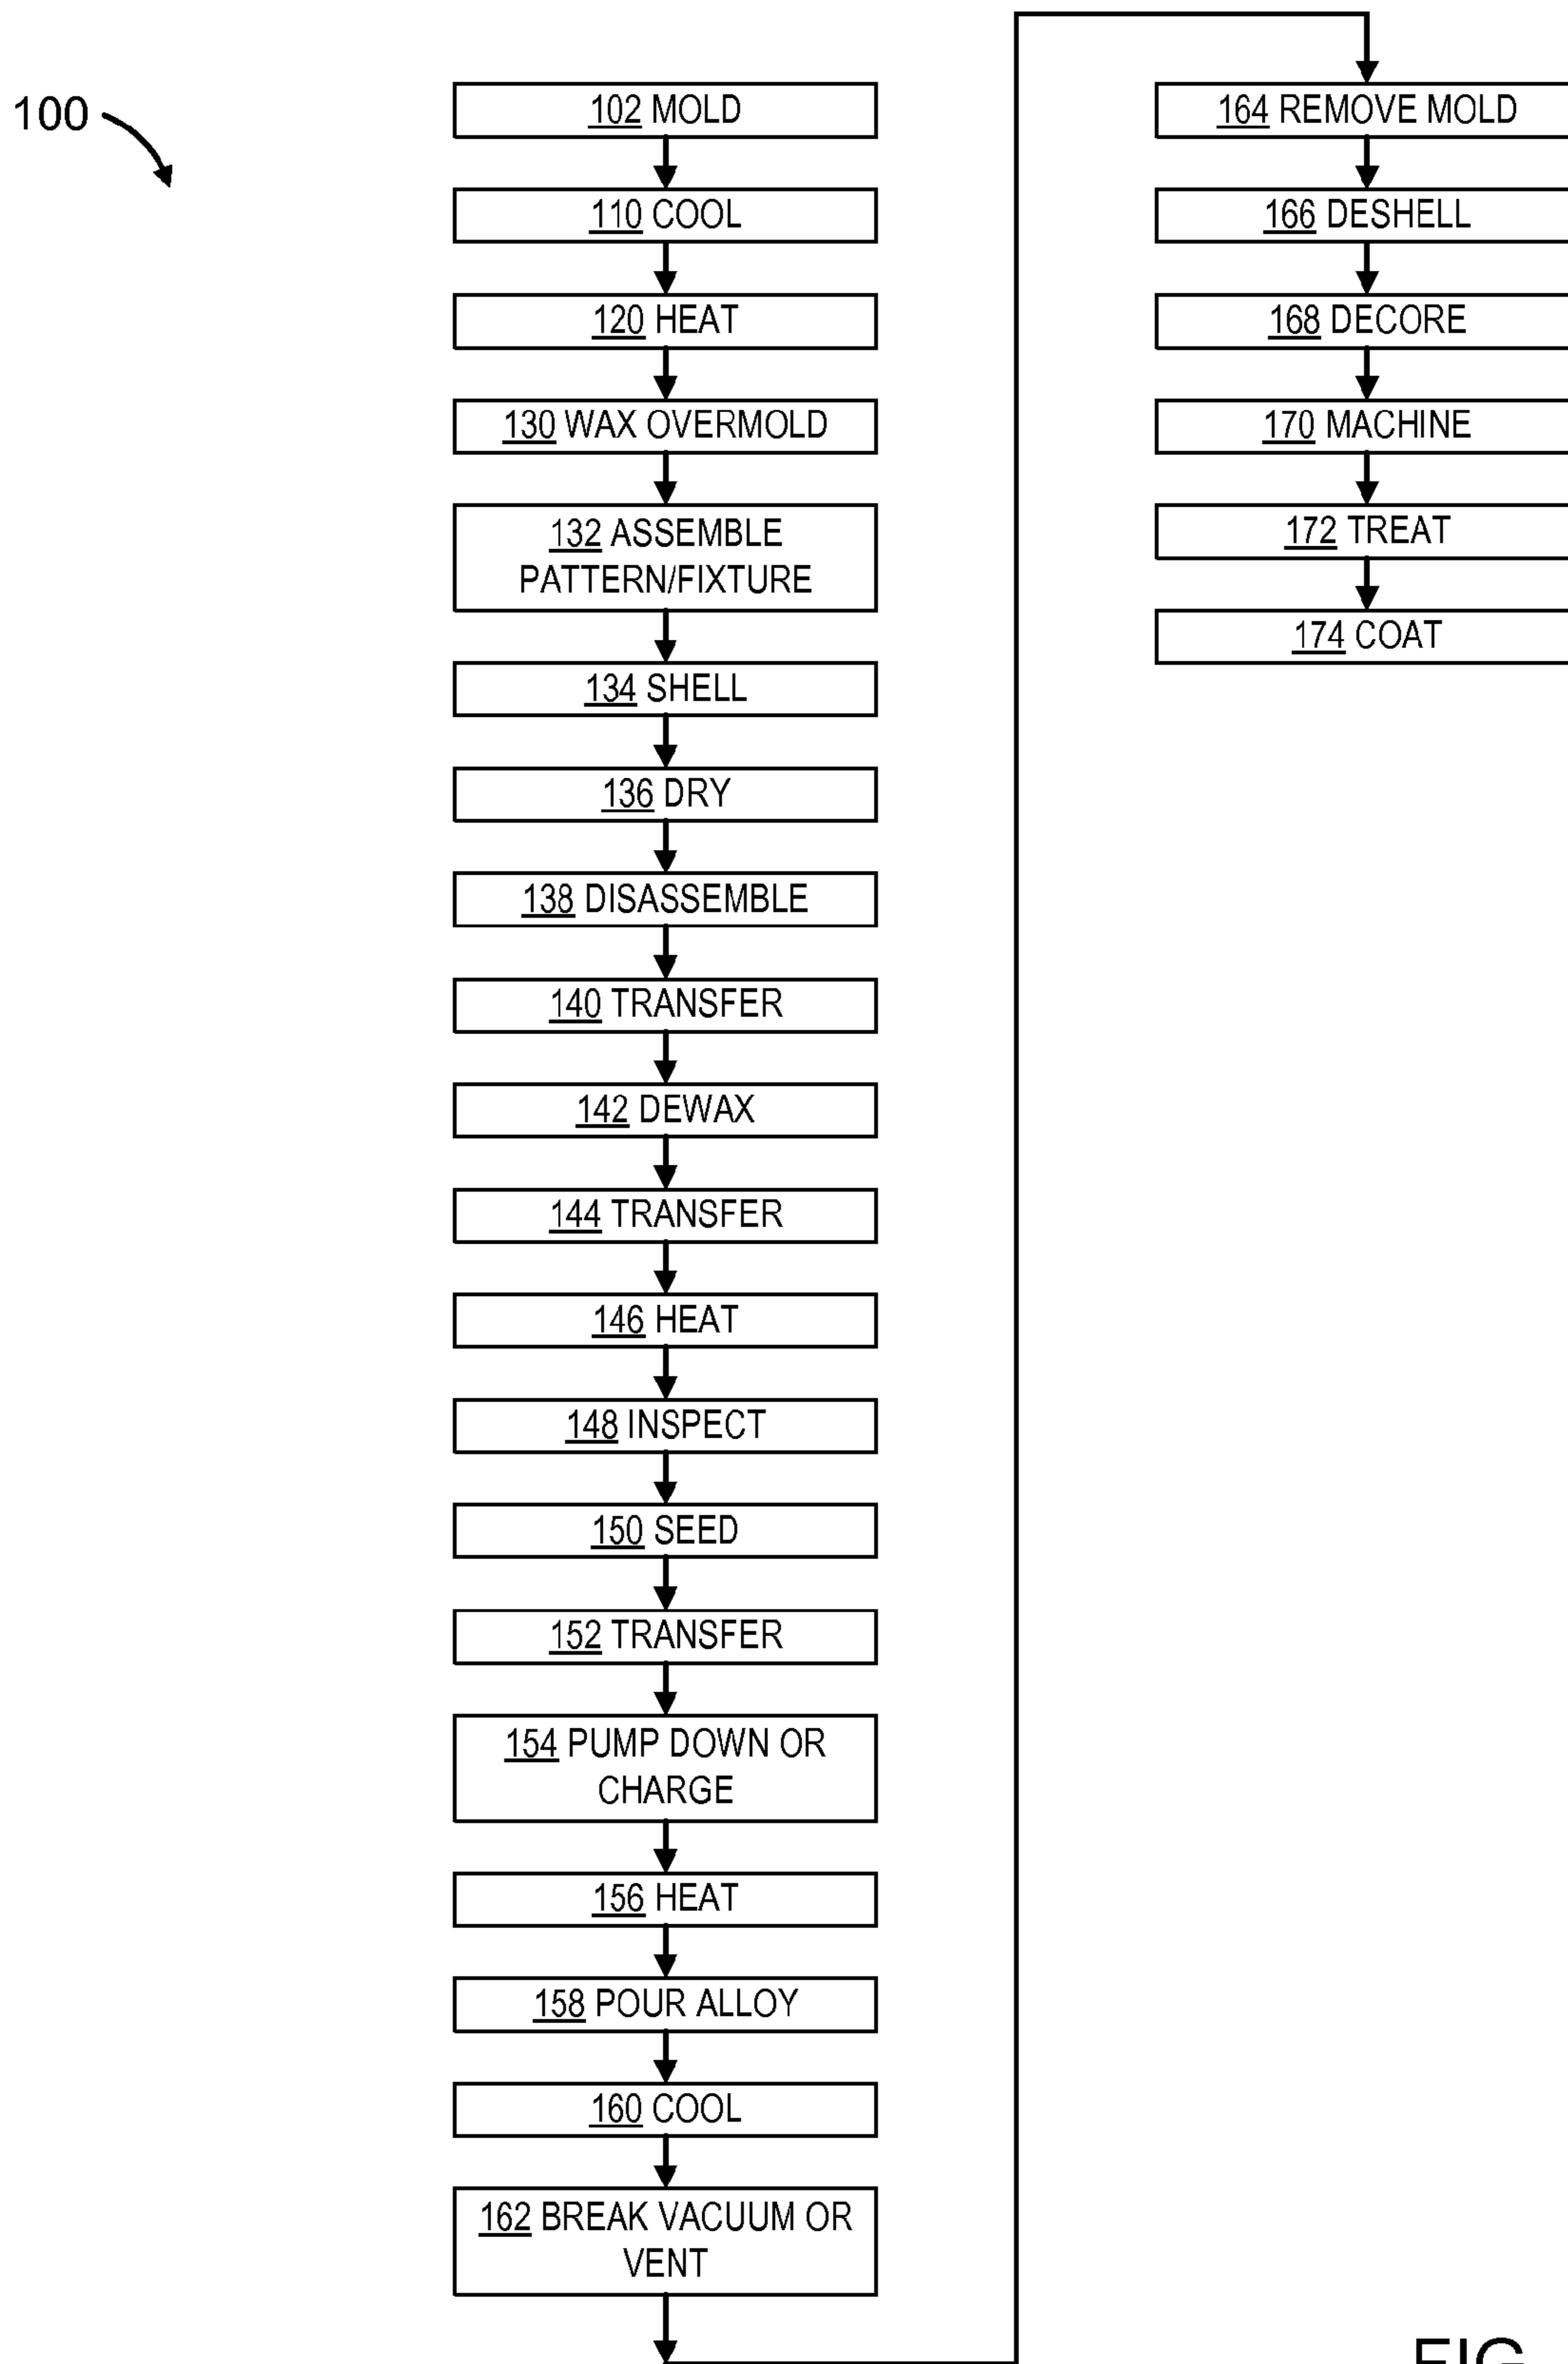 100
102 MOLD
110 COOL
120 HEAT
130 WAX OVERMOLD
132 ASSEMBLE
PATTERN/FIXTURE
134 SHELL
136 DRY
138 DISASSEMBLE
140 TRANSFER
142 DEWAX
144 TRANSFER
146 HEAT
148 INSPECT
150 SEED
152 TRANSFER
154 PUMP DOWN OR
CHARGE
156 HEAT
158 POUR ALLOY
160 COOL
162 BREAK VACUUM OR
VENT
164 REMOVE MOLD
166 DESHELL
168 DECORE
170 MACHINE
172 TREAT
174 COAT
FIG